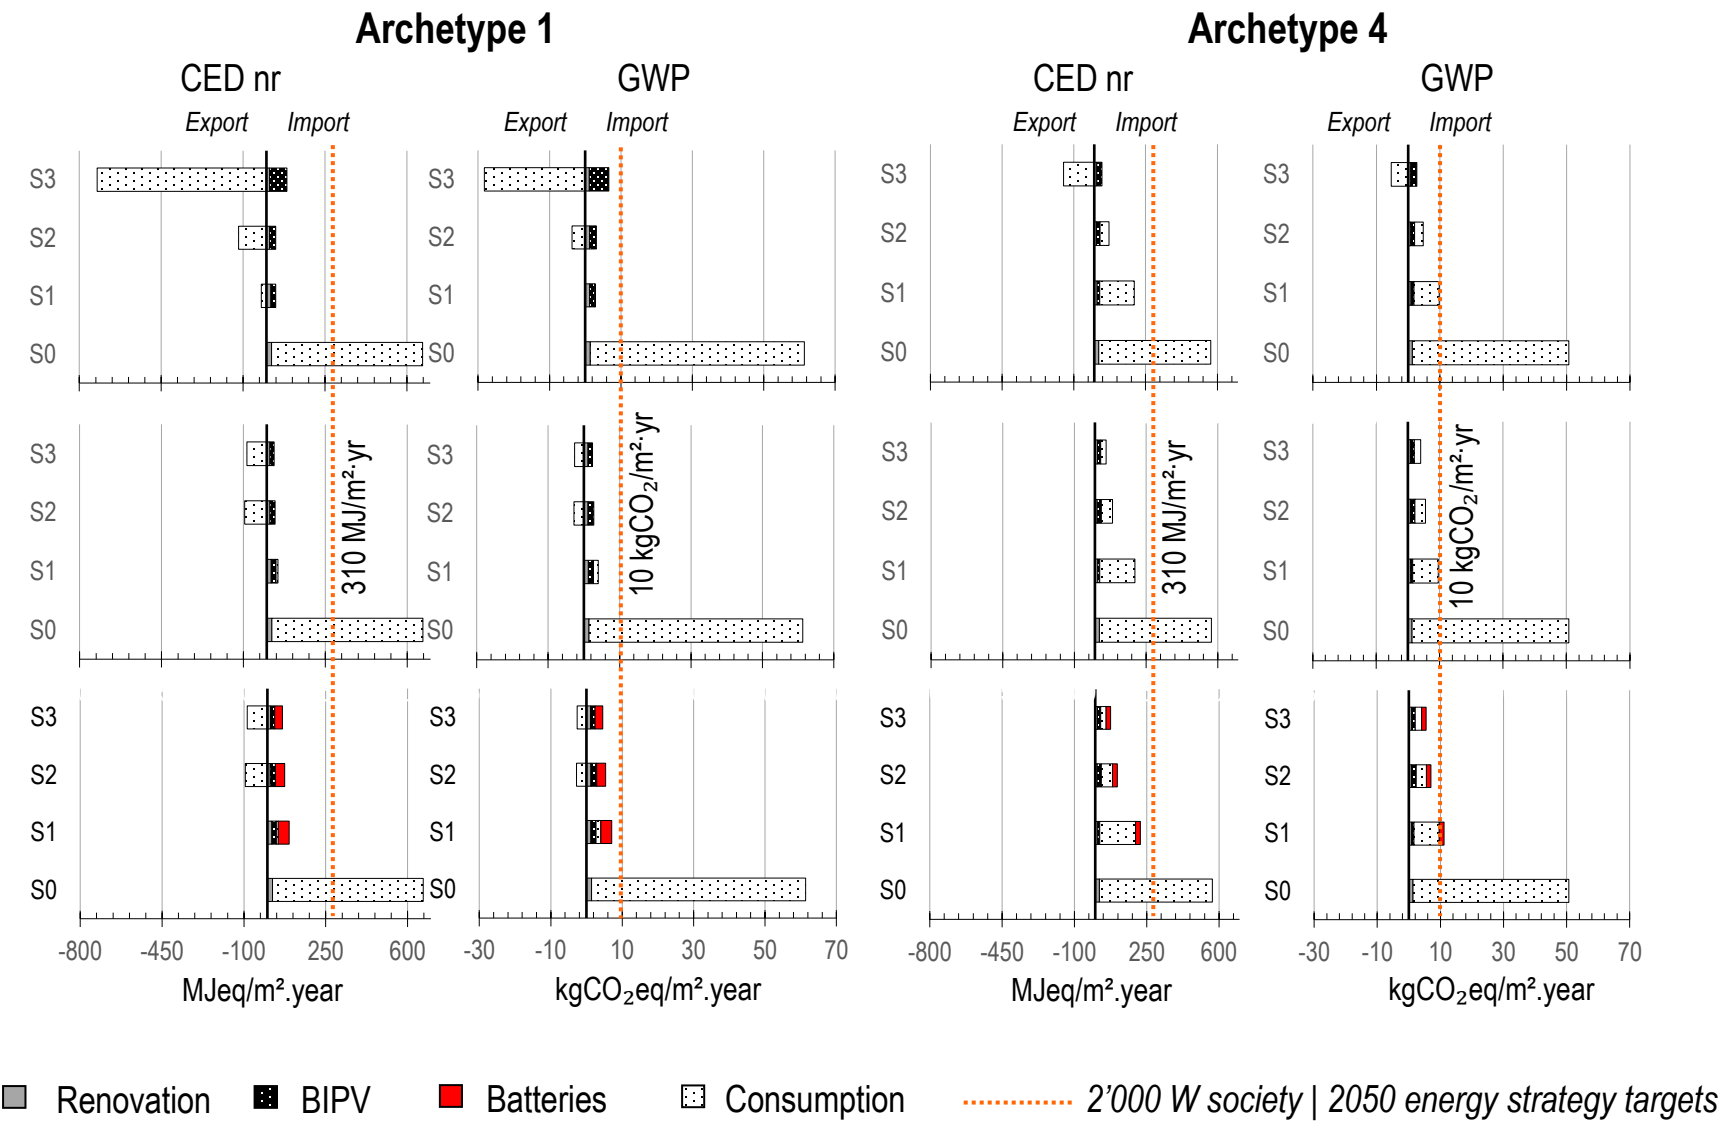 Archetype 1 Archetype 4
CED nr GWP CED nr GWP
Export Import Export Import Export Import Export Import
S3 S3 S3 S3
S2 S2 S2 S2
S1 S1 S1 S1
S0 S0 S0 S0
310 MJ/m²·yr 10 kgCO₂/m²·yr 310 MJ/m²·yr 10 kgCO₂/m²·yr
S3 S3 S3 S3
S2 S2 S2 S2
S1 S1 S1 S1
S0 S0 S0 S0
S3 S3 S3 S3
S2 S2 S2 S2
S1 S1 S1 S1
S0 S0 S0 S0
-800 -450 -100 250 600 -30 -10 10 30 50 70 -800 -450 -100 250 600 -30 -10 10 30 50 70
MJeq/m².year kgCO₂eq/m².year MJeq/m².year kgCO₂eq/m².year
Renovation BIPV Batteries Consumption 2'000 W society | 2050 energy strategy targets